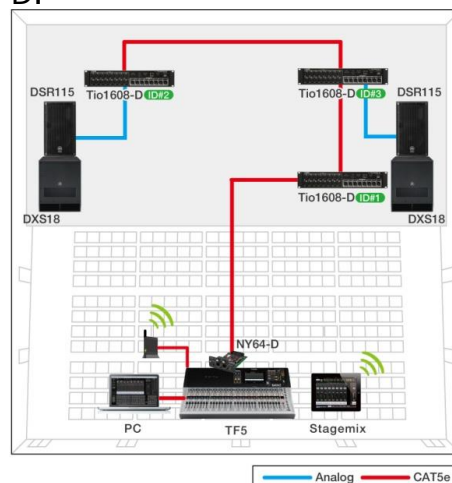 D.
DSR115
Tio1608-D ID#2
Tio1608-D ID#3
DSR115
DXS18
Tio1608-D ID#1
DXS18
NY64-D
PC
TF5
Stagemix
Analog
CAT5e